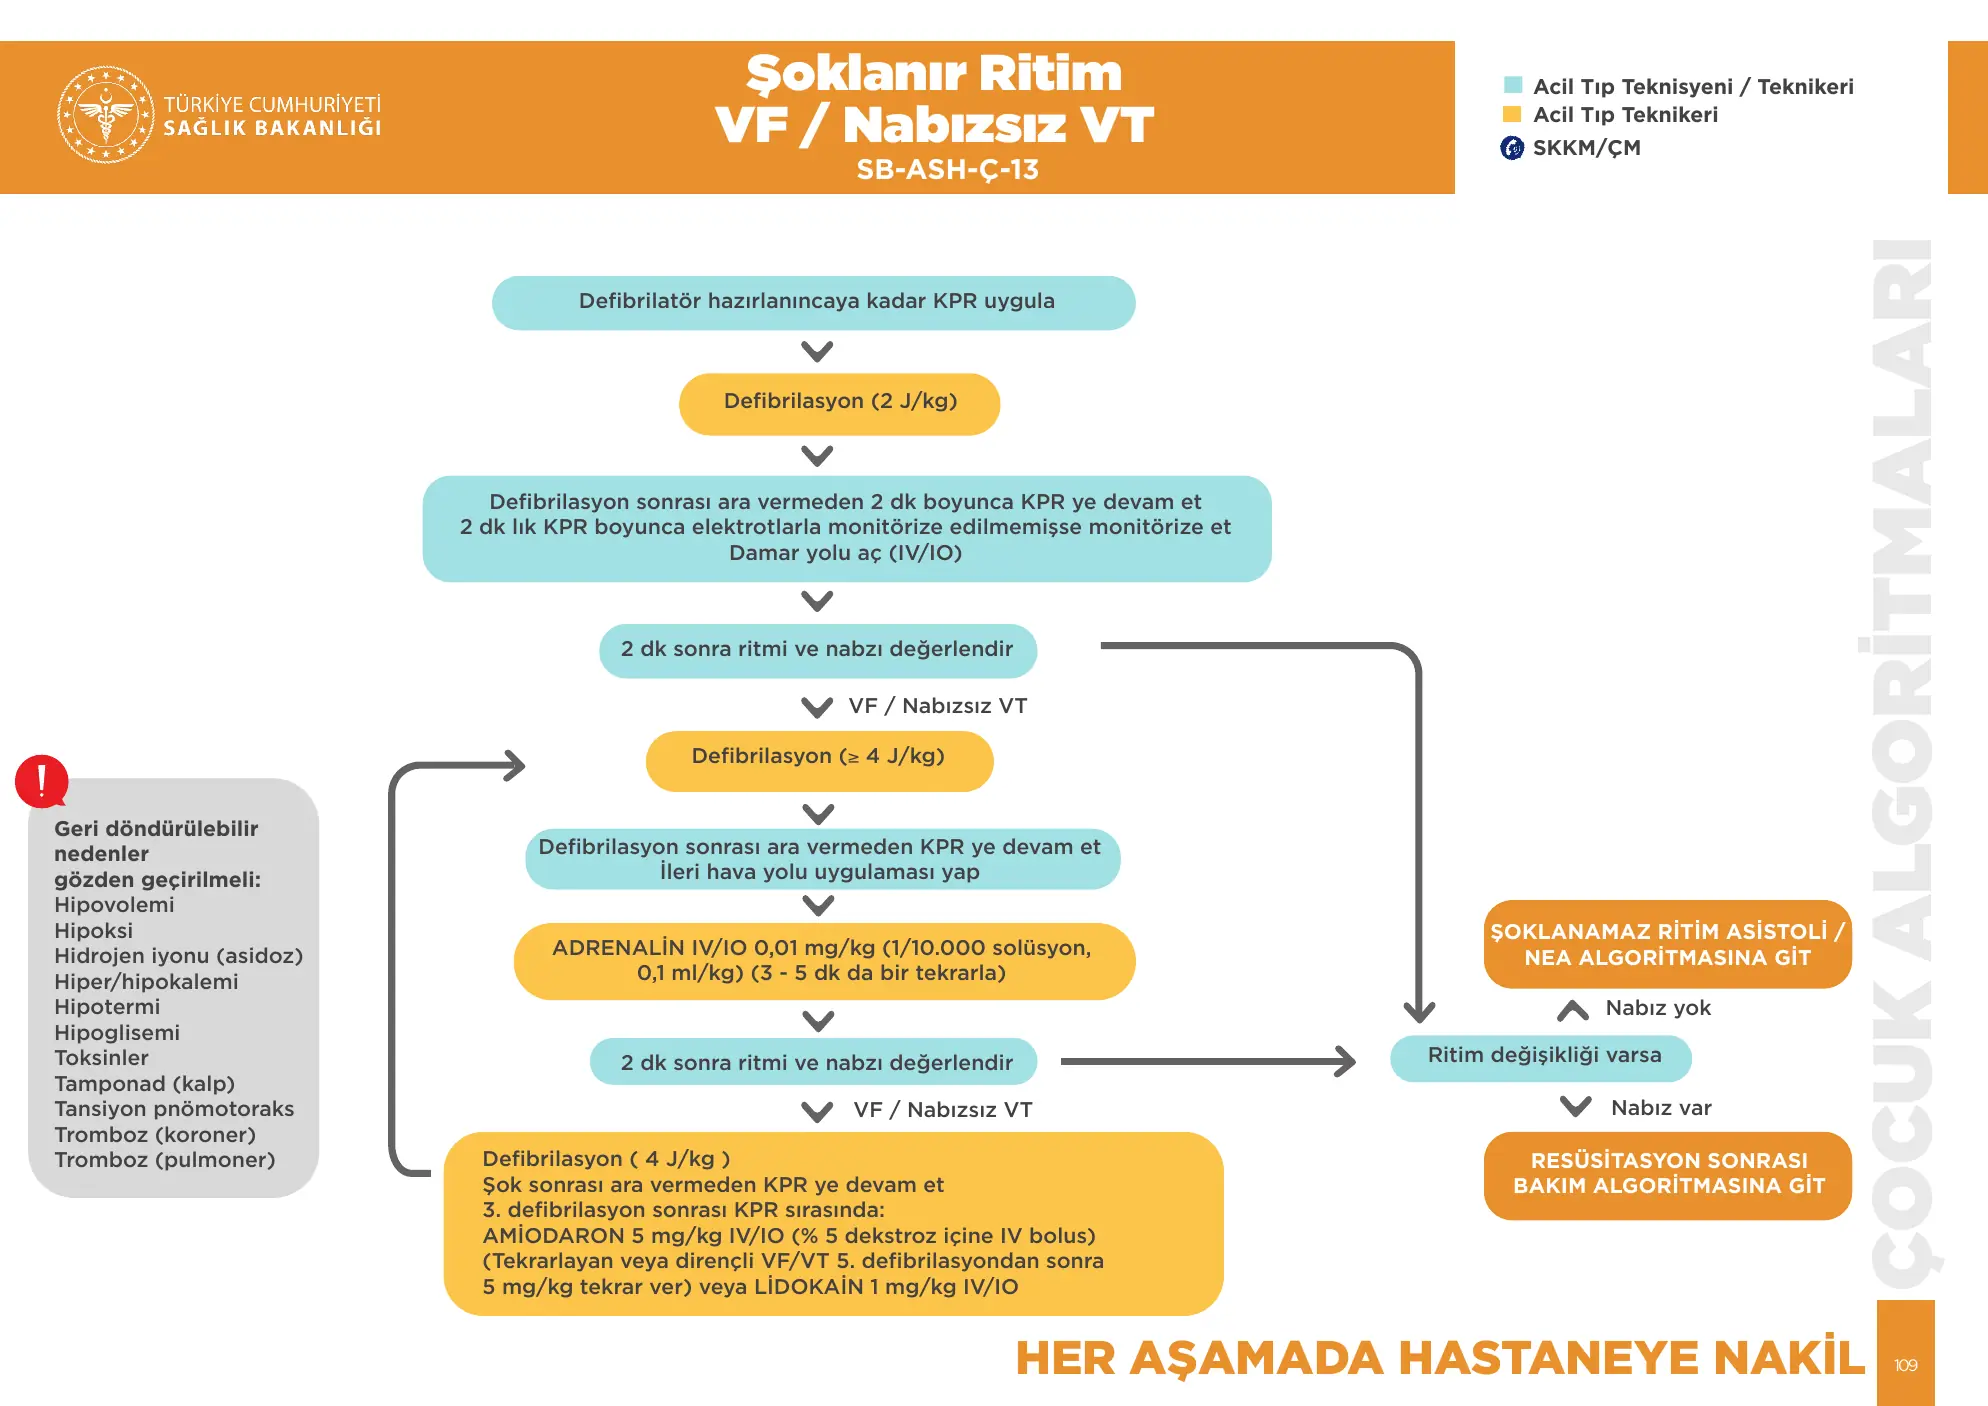 TÜRKİYE CUMHURİYETİ
SAĞLIK BAKANLIĞI
Şoklanır Ritim
VF / Nabızsız VT
SB-ASH-Ç-13
Acil Tıp Teknisyeni / Teknikeri
Acil Tıp Teknikeri
SKKM/ÇM
Defibrilatör hazırlanıncaya kadar KPR uygula
Defibrilasyon (2 J/kg)
Defibrilasyon sonrası ara vermeden 2 dk boyunca KPR ye devam et
2 dk lık KPR boyunca elektrotlarla monitörize edilmemişse monitörize et
Damar yolu aç (IV/IO)
2 dk sonra ritmi ve nabzı değerlendir
VF / Nabızsız VT
Defibrilasyon (≥ 4 J/kg)
Defibrilasyon sonrası ara vermeden KPR ye devam et
İleri hava yolu uygulaması yap
ADRENALİN IV/IO 0,01 mg/kg (1/10.000 solüsyon,
0,1 ml/kg) (3 - 5 dk da bir tekrarla)
2 dk sonra ritmi ve nabzı değerlendir
VF / Nabızsız VT
Defibrilasyon ( 4 J/kg )
Şok sonrası ara vermeden KPR ye devam et
3. defibrilasyon sonrası KPR sırasında:
AMİODARON 5 mg/kg IV/IO (% 5 dekstroz içine IV bolus)
(Tekrarlayan veya dirençli VF/VT 5. defibrilasyondan sonra
5 mg/kg tekrar ver) veya LİDOKAİN 1 mg/kg IV/IO
!
Geri döndürülebilir
nedenler
gözden geçirilmeli:
Hipovolemi
Hipoksi
Hidrojen iyonu (asidoz)
Hiper/hipokalemi
Hipotermi
Hipoglisemi
Toksinler
Tamponad (kalp)
Tansiyon pnömotoraks
Tromboz (koroner)
Tromboz (pulmoner)
ŞOKLANAMAZ RİTİM ASİSTOLİ /
NEA ALGORİTMASINA GİT
Nabız yok
Ritim değişikliği varsa
Nabız var
RESÜSİTASYON SONRASI
BAKIM ALGORİTMASINA GİT
ÇOCUK ALGORİTMALARI
HER AŞAMADA HASTANEYE NAKİL
109